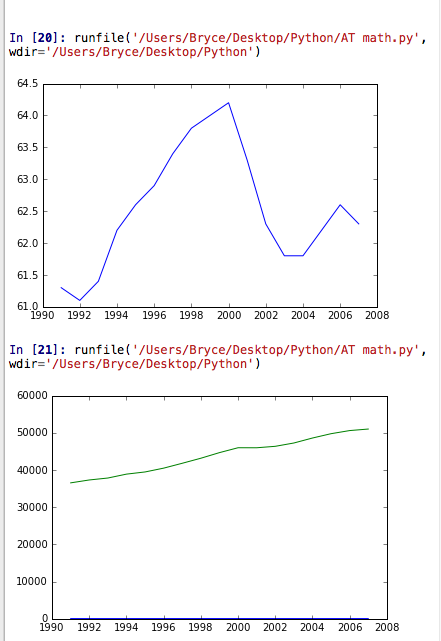 In [20]: runfile('/Users/Bryce/Desktop/Python/AT math.py',
wdir='/Users/Bryce/Desktop/Python')
64.5
64.0
63.5
63.0
62.5
62.0
61.5
61.0
1990 1992 1994 1996 1998 2000 2002 2004 2006 2008
In [21]: runfile('/Users/Bryce/Desktop/Python/AT math.py',
wdir='/Users/Bryce/Desktop/Python')
60000
50000
40000
30000
20000
10000
0
1990 1992 1994 1996 1998 2000 2002 2004 2006 2008